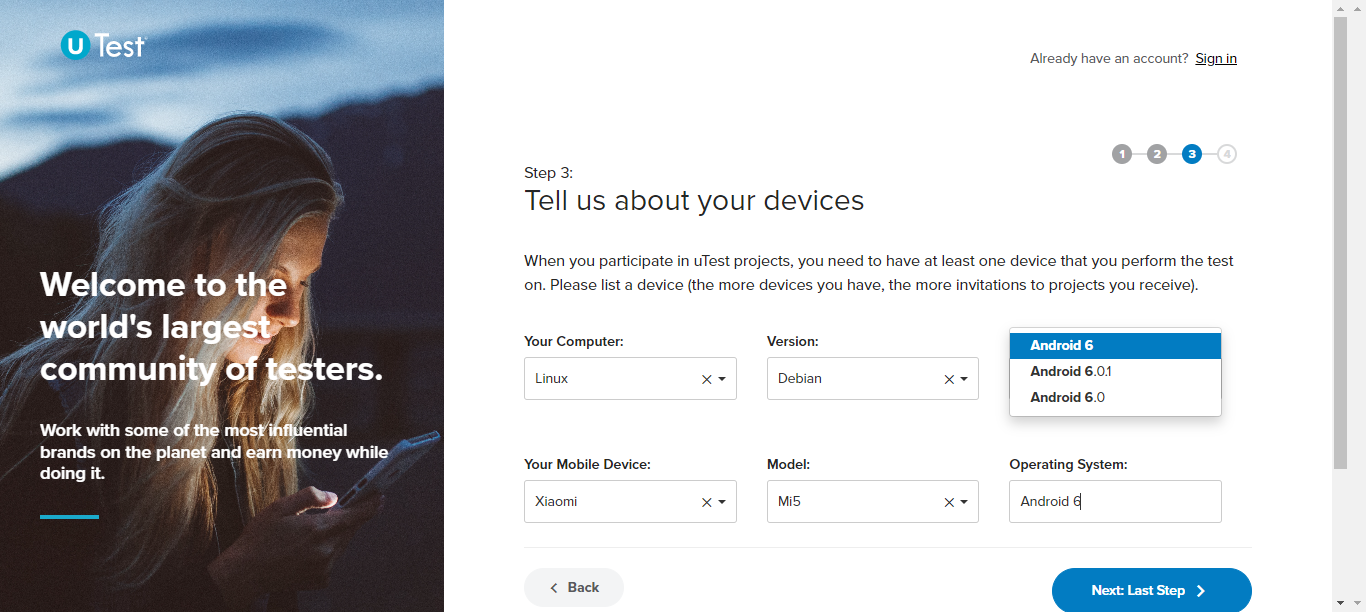 U Test
Already have an account? Sign in
1 2 3 4
Step 3:
Tell us about your devices
When you participate in uTest projects, you need to have at least one device that you perform the test
on. Please list a device (the more devices you have, the more invitations to projects you receive).
Welcome to the
world's largest
community of testers.
Work with some of the most influential
brands on the planet and earn money while
doing it.
Your Computer:
Linux
Version:
Debian
Android 6
Android 6.0.1
Android 6.0
Your Mobile Device:
Xiaomi
Model:
Mi5
Operating System:
Android 6
Back
Next: Last Step